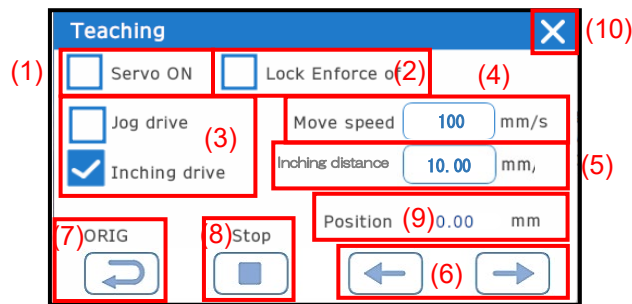 Teaching
(10)
(1)
Servo ON
Lock Enforce of
(2)
(4)
Jog drive
(3)
Move speed
100
mm/s
Inching drive
Inching distance
10.00
mm,
(5)
Position
(9)
0.00
mm
(7)
ORIG
(8)
Stop
(6)